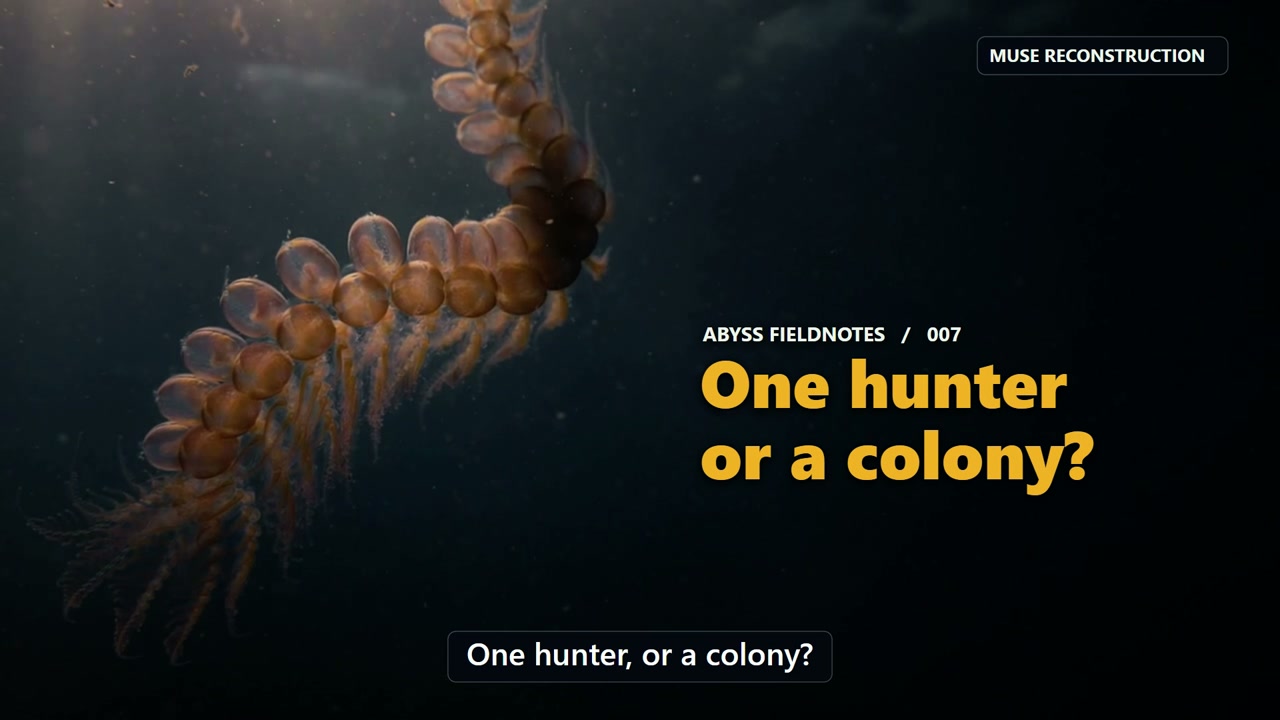 MUSE RECONSTRUCTION
ABYSS FIELDNOTES / 007
One hunter
or a colony?
One hunter, or a colony?